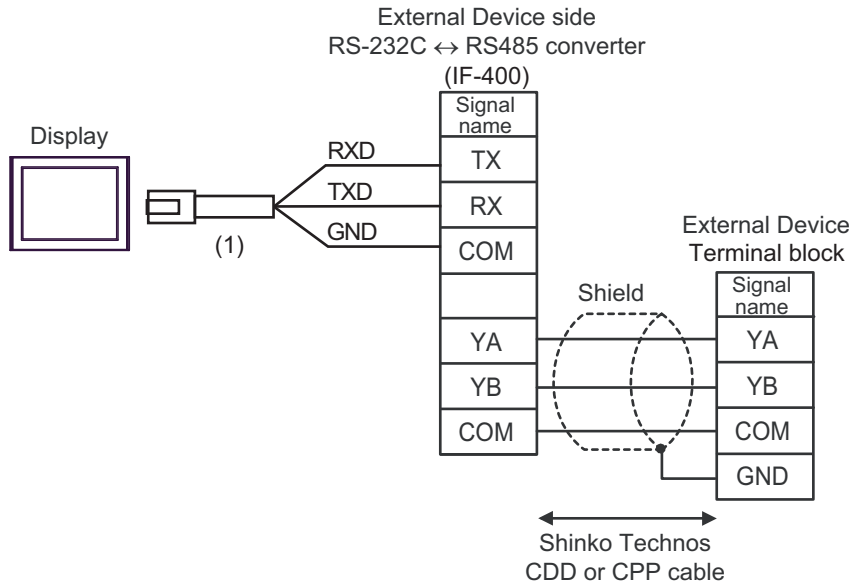 External Device side
RS-232C ↔ RS485 converter
(IF-400)
Signal
name
Display
RXD
TX
TXD
RX
GND
COM
(1)
External Device
Terminal block
Signal
name
Shield
YA
YA
YB
YB
COM
COM
GND
Shinko Technos
CDD or CPP cable